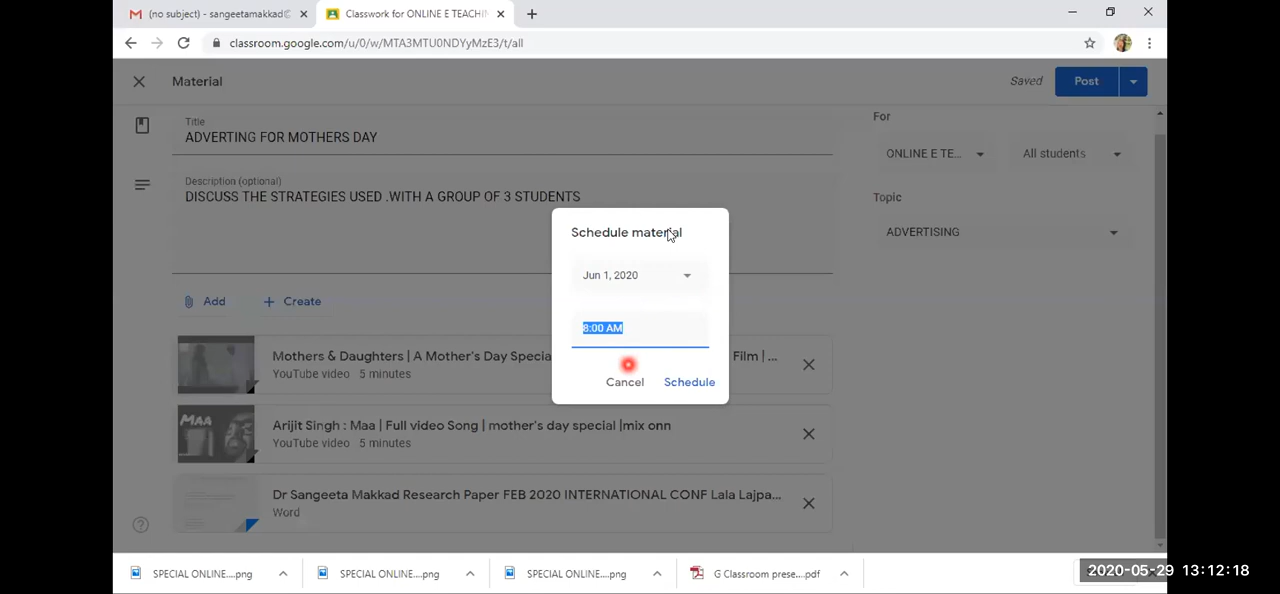 (no subject) - sangeetamakkad@
Classwork for ONLINE E TEACHIN
classroom.google.com/u/0/w/MTA3MTU0NDYyMzE3/t/all
Material
Saved
Post
Title
ADVERTING FOR MOTHERS DAY
For
ONLINE E TE...
All students
Description (optional)
DISCUSS THE STRATEGIES USED .WITH A GROUP OF 3 STUDENTS
Topic
ADVERTISING
Schedule material
Jun 1, 2020
8:00 AM
Cancel
Schedule
Add
Create
Mothers & Daughters | A Mother's Day Specia
Film | ...
YouTube video 5 minutes
Arijit Singh : Maa | Full video Song | mother's day special |mix onn
YouTube video 5 minutes
MAA
Dr Sangeeta Makkad Research Paper FEB 2020 INTERNATIONAL CONF Lala Lajpa...
Word
SPECIAL ONLINE....png
SPECIAL ONLINE....png
SPECIAL ONLINE....png
G Classroom prese....pdf
2020-05-29 13:12:18